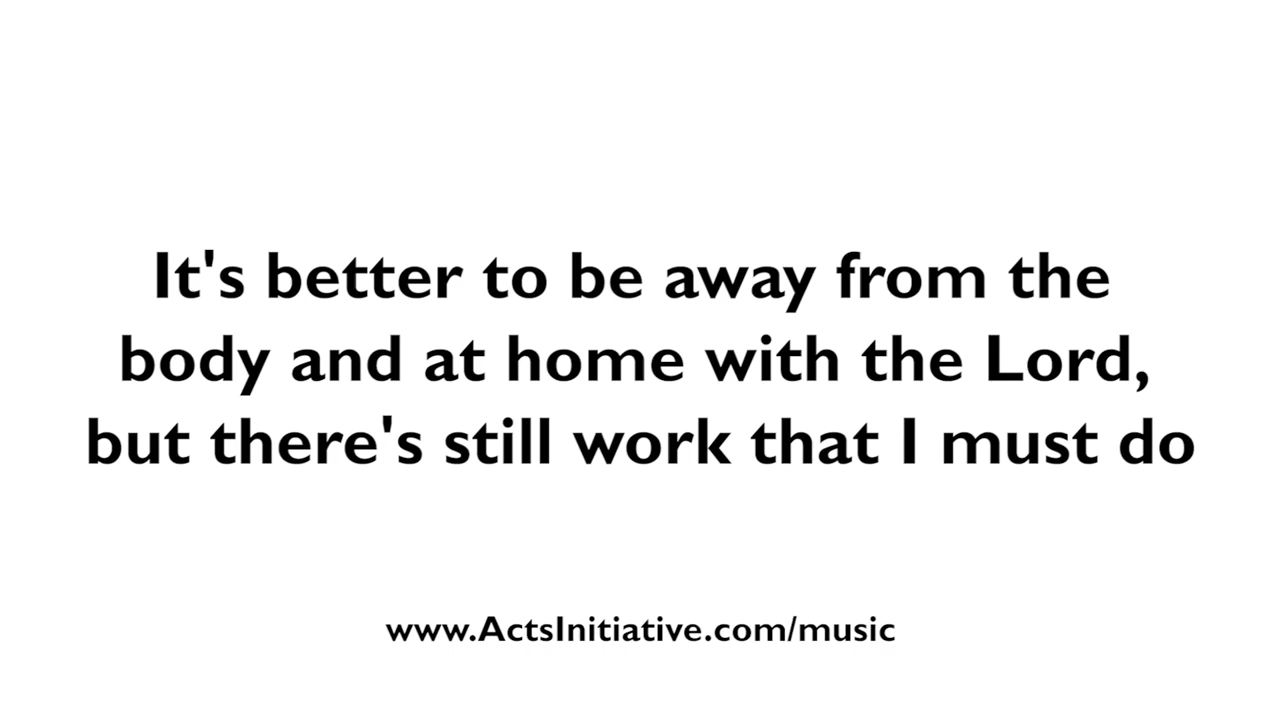 It's better to be away from the
body and at home with the Lord,
but there's still work that I must do
www.ActsInitiative.com/music